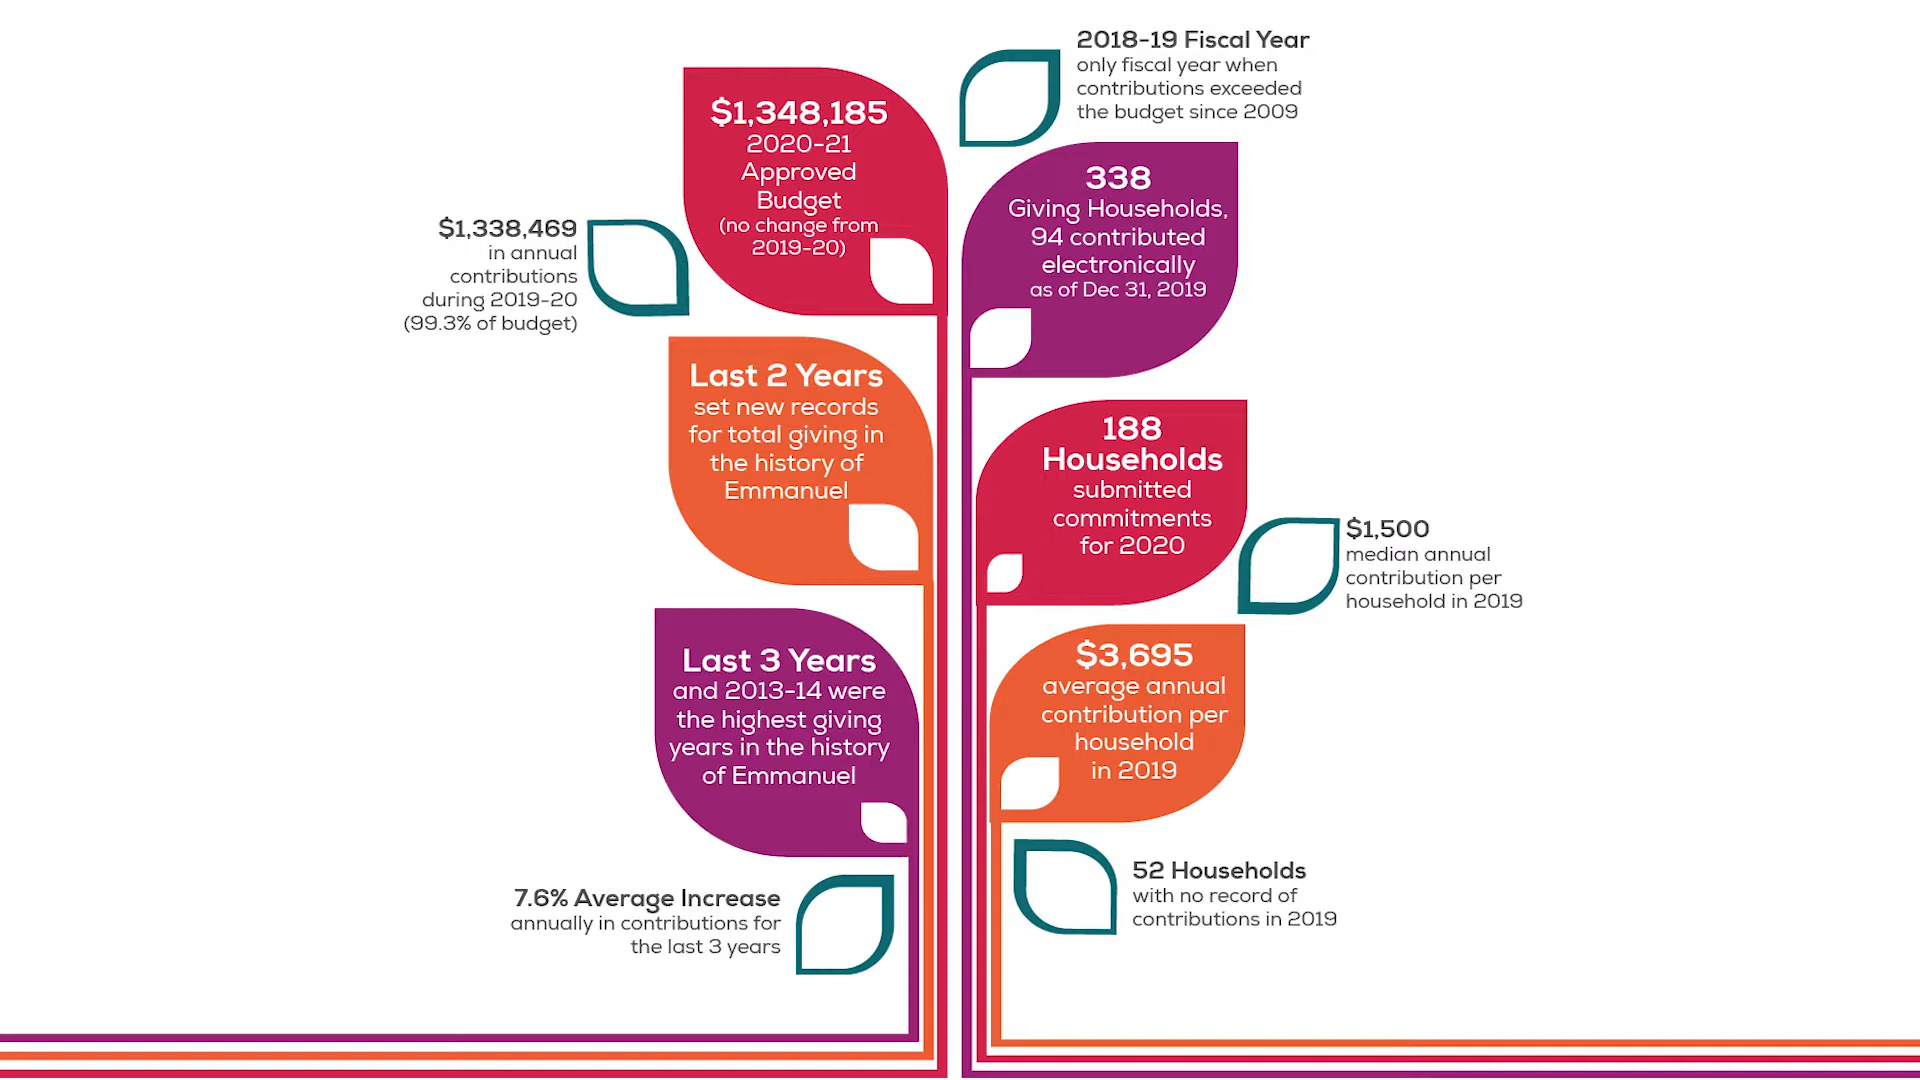 $1,348,185
2020-21
Approved
Budget
(no change from
2019-20)
$1,338,469
in annual
contributions
during 2019-20
(99.3% of budget)
Last 2 Years
set new records
for total giving in
the history of
Emmanuel
Last 3 Years
and 2013-14 were
the highest giving
years in the history
of Emmanuel
7.6% Average Increase
annually in contributions for
the last 3 years
2018-19 Fiscal Year
only fiscal year when
contributions exceeded
the budget since 2009
338
Giving Households,
94 contributed
electronically
as of Dec 31, 2019
188
Households
submitted
commitments
for 2020
$1,500
median annual
contribution per
household in 2019
$3,695
average annual
contribution per
household
in 2019
52 Households
with no record of
contributions in 2019